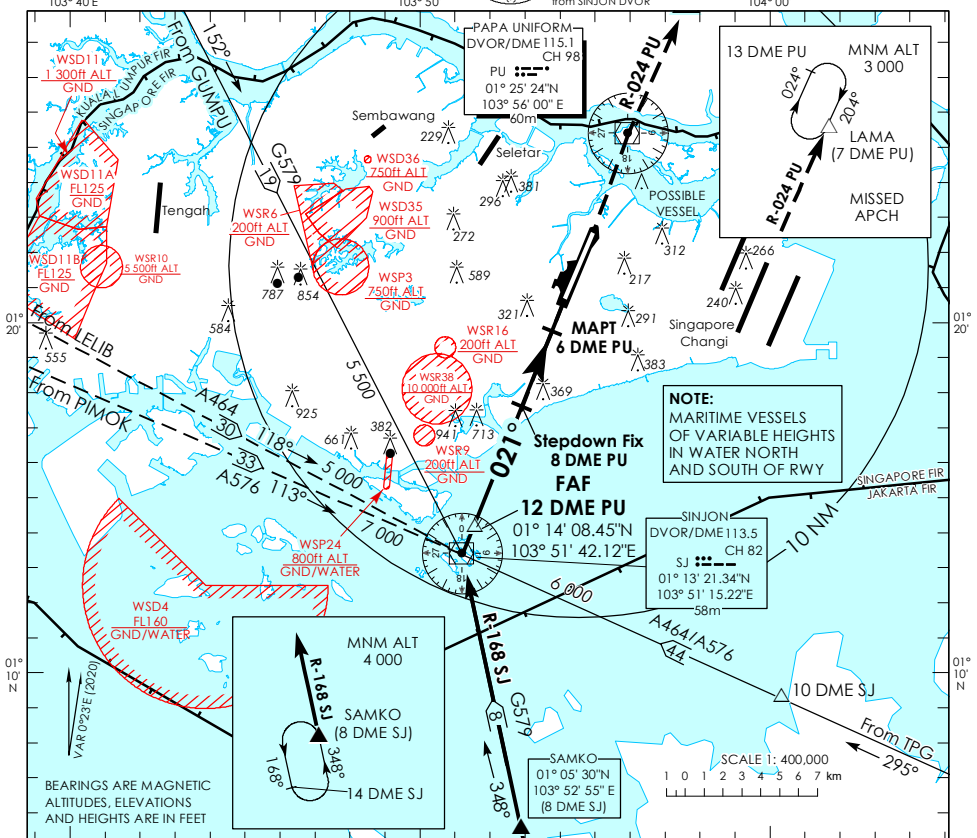 103° 40'E
103° 50'
from SINJON DVOR
104° 00'
WSD11
1 300ft ALT
GND
KUALA LUMPUR FIR
SINGAPORE FIR
From GUMPU
152°
PAPA UNIFORM
DVOR/DME 115.1
CH 98
PU
01° 25' 24"N
103° 56' 00" E
60m
R-024 PU
27
9
18
13 DME PU
MNM ALT
3 000
024°
204°
LAMA
(7 DME PU)
R-024 PU
MISSED
APCH
Sembawang
229
Seletar
WSD36
750ft ALT
GND
G579
19
WSD11A
FL125
GND
Tengah
WSR6
200ft ALT
GND
WSD35
900ft ALT
GND
296
381
272
POSSIBLE
VESSEL
312
WSD11B
FL125
GND
WSR10
5 500ft ALT
GND
787
854
WSP3
750ft ALT
GND
589
217
266
240
01°
20'
01°
20'
584
321
291
Singapore
Changi
From LELIB
555
WSR16
200ft ALT
GND
MAPT
6 DME PU
383
From PIMOK
A464
30
118°
5 000
5 500
WSR38
10 000ft ALT
GND
369
925
382
661
941
713
WSR9
200ft ALT
GND
021°
Stepdown Fix
8 DME PU
FAF
12 DME PU
01° 14' 08.45"N
103° 51' 42.12"E
NOTE:
MARITIME VESSELS
OF VARIABLE HEIGHTS
IN WATER NORTH
AND SOUTH OF RWY
SINGAPORE FIR
JAKARTA FIR
33
A576
113°
7 000
WSP24
800ft ALT
GND/WATER
0
27
9
18
SINJON
DVOR/DME 113.5
CH 82
SJ
01° 13' 21.34"N
103° 51' 15.22"E
58m
10 NM
6 000
WSD4
FL160
GND/WATER
A464/A576
44
R-168 SJ
G579
8
348°
01°
10'
N
01°
10'
N
MNM ALT
4 000
R-168 SJ
SAMKO
(8 DME SJ)
168°
348°
14 DME SJ
10 DME SJ
From TPG
295°
VAR 0°23'E (2020)
BEARINGS ARE MAGNETIC
ALTITUDES, ELEVATIONS
AND HEIGHTS ARE IN FEET
SAMKO
01° 05' 30"N
103° 52' 55" E
(8 DME SJ)
SCALE 1: 400,000
1 0 1 2 3 4 5 6 7 km